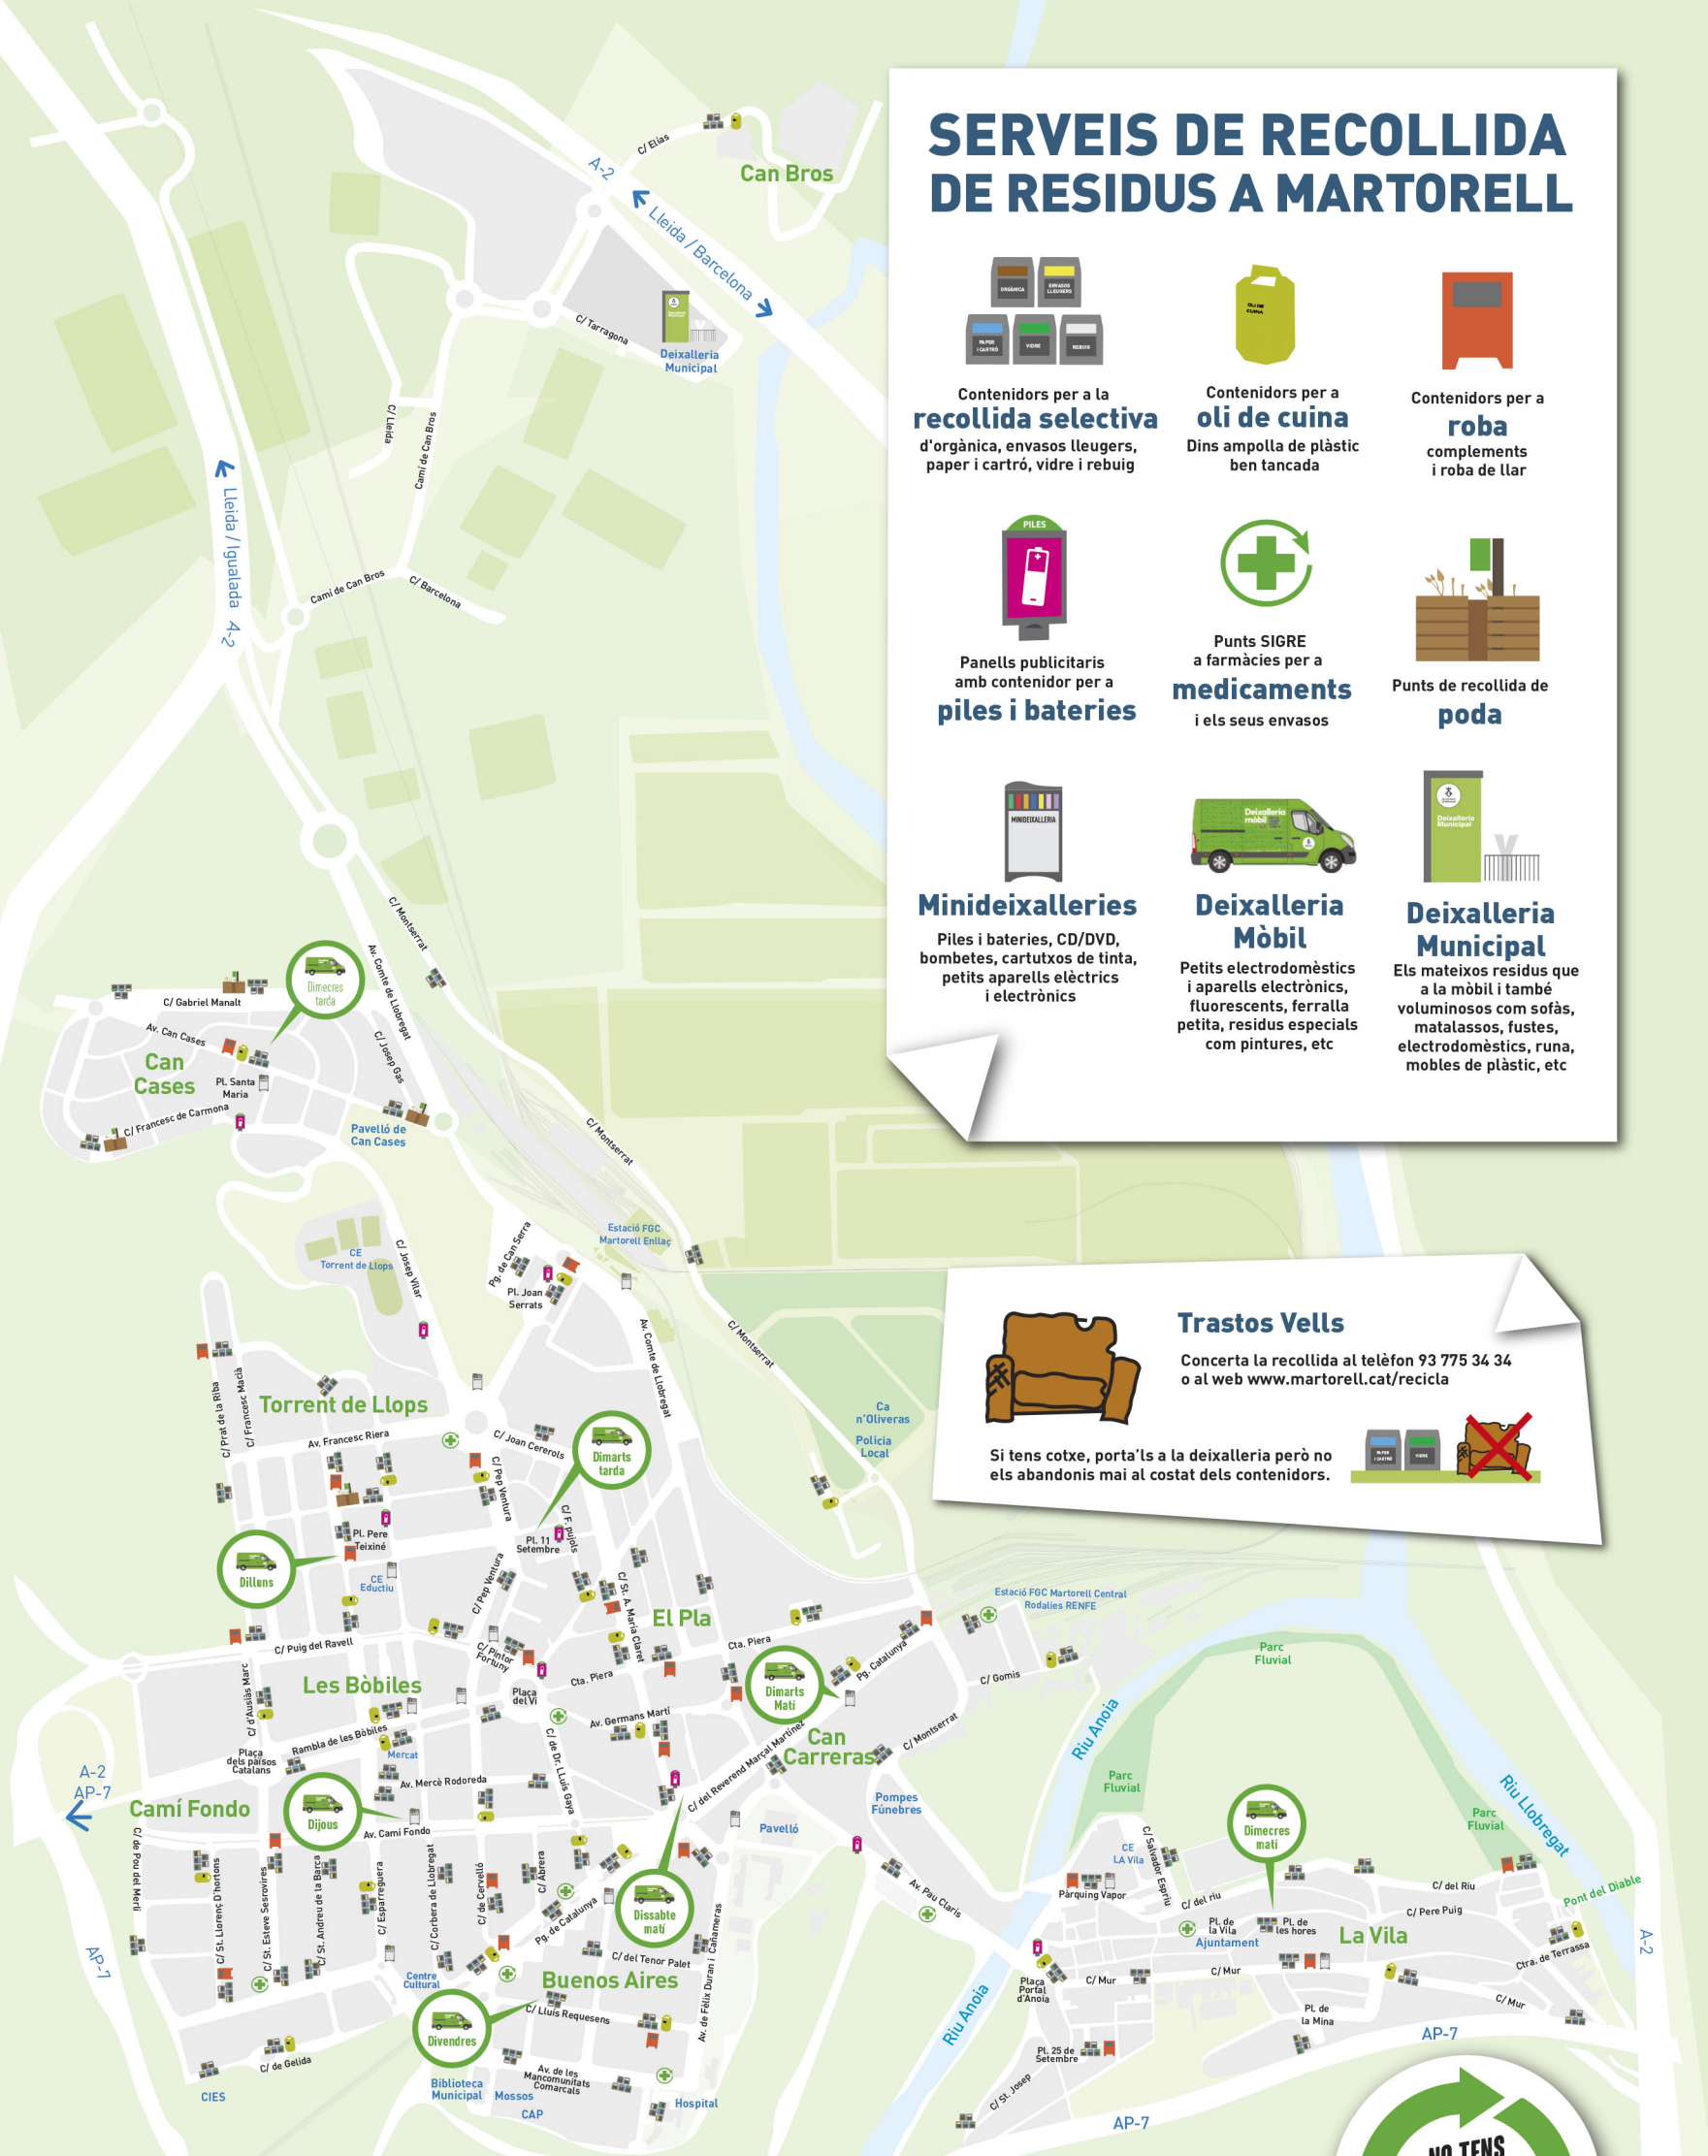 SERVEIS DE RECOLLIDA
DE RESIDUS A MARTORELL
ORGÀNICA
ENVASOS
LLEUGERS
PAPER
I CARTRÓ
VIDRE
REBUIG
Contenidors per a la
recollida selectiva
d'orgànica, envasos lleugers,
paper i cartró, vidre i rebuig
OLI DE
CUINA
Contenidors per a
oli de cuina
Dins ampolla de plàstic
ben tancada
Contenidors per a
roba
complements
i roba de llar
PILES
Panells publicitaris
amb contenidor per a
piles i bateries
Punts SIGRE
a farmàcies per a
medicaments
i els seus envasos
Punts de recollida de
poda
MINIDEIXALLERIA
Minideixalleries
Piles i bateries, CD/DVD,
bombetes, cartutxos de tinta,
petits aparells elèctrics
i electrònics
Deixalleria
mòbil
Deixalleria
Mòbil
Petits electrodomèstics
i aparells electrònics,
fluorescents, ferralla
petita, residus especials
com pintures, etc
Deixalleria
Municipal
Deixalleria
Municipal
Els mateixos residus que
a la mòbil i també
voluminosos com sofàs,
matalassos, fustes,
electrodomèstics, runa,
mobles de plàstic, etc
Trastos Vells
Concerta la recollida al telèfon 93 775 34 34
o al web www.martorell.cat/recicla
Si tens cotxe, porta'ls a la deixalleria però no
els abandonis mai al costat dels contenidors.
PAPER
I CARTRÓ
VIDRE
C/ Elías
Can Bros
A-2
Lleida / Barcelona
C/ Tarragona
Deixalleria
Municipal
C/ Lleida
Camí de Can Bros
Lleida / Igualada A-2
Camí de Can Bros
C/ Barcelona
C/ Montserrat
Av. Comte de Llobregat
Dimecres
tarda
C/ Gabriel Manalt
Av. Can Cases
Can
Cases
Pl. Santa
Maria
C/ Josep Gas
C/ Francesc de Carmona
Pavelló de
Can Cases
C/ Montserrat
Estació FGC
Martorell Enllaç
Pg. de Can Serra
CE
Torrent de Llops
C/ Josep Vilar
Pl. Joan
Serrats
C/ Montserrat
Av. Comte de Llobregat
C/ Prat de la Riba
C/ Francesc Macià
Torrent de Llops
Av. Francesc Riera
C/ Joan Cererols
Dimarts
tarda
Ca
n'Oliveras
Policia
Local
C/ Pep Ventura
C/ F. pujols
Pl. 11
Setembre
Pl. Pere
Teixiné
Dilluns
CE
Eductiu
C/ Pep Ventura
C/ St. A. Maria Claret
El Pla
Estació FGC Martorell Central
Rodalies RENFE
C/ Puig del Ravell
C/ Pintor
Fortuny
Cta. Piera
Cta. Piera
Pg. Catalunya
C/ Gomis
Dimarts
Matí
Les Bòbiles
C/ d'Ausiàs Marc
Plaça
del Ví
Av. Germans Martí
Can
Carreras
C/ Montserrat
Rambla de les Bòbiles
Mercat
Plaça
dels països
Catalans
C/ de Dr. LLuis Gaya
C/ del Reverend Marçal Martínez
A-2
AP-7
Av. Mercè Rodoreda
Camí Fondo
Dijous
Av. Camí Fondo
Pavelló
Pompes
Fúnebres
C/ de Pou del Merli
C/ St. Llorenç D'hortons
C/ St. Esteve Sesrovires
C/ St. Andreu de la Barca
C/ Esparreguera
C/ Corbera de Llobregat
C/ de Cervelló
C/ Abrera
Pg. de Catalunya
Dissabte
matí
Av. Pau Claris
Av. de Fèlix Duran i Cañameras
C/ del Tenor Palet
AP-7
Centre
Cultural
Buenos Aires
C/ Lluís Requesens
Divendres
C/ de Gelida
CIES
Biblioteca
Municipal
Mossos
CAP
Av. de les
Mancomunitats
Comarcals
Hospital
Riu Anoia
Parc
Fluvial
Parc
Fluvial
Parc
Fluvial
Riu Llobregat
Pont del Diable
Dimecres
matí
CE
LA Vila
C/ Salvador Espriu
Pàrquing Vapor
C/ del riu
C/ del Riu
C/ Pere Puig
Pl. de
la Vila
Pl. de
les hores
Ajuntament
La Vila
Ctra. de Terrassa
A-2
Plaça
Portal
d'Anoia
C/ Mur
C/ Mur
C/ Mur
Pl. de
la Mina
Riu Anoia
Pl. 25 de
Setembre
C/ St. Josep
AP-7
AP-7
NO TENS